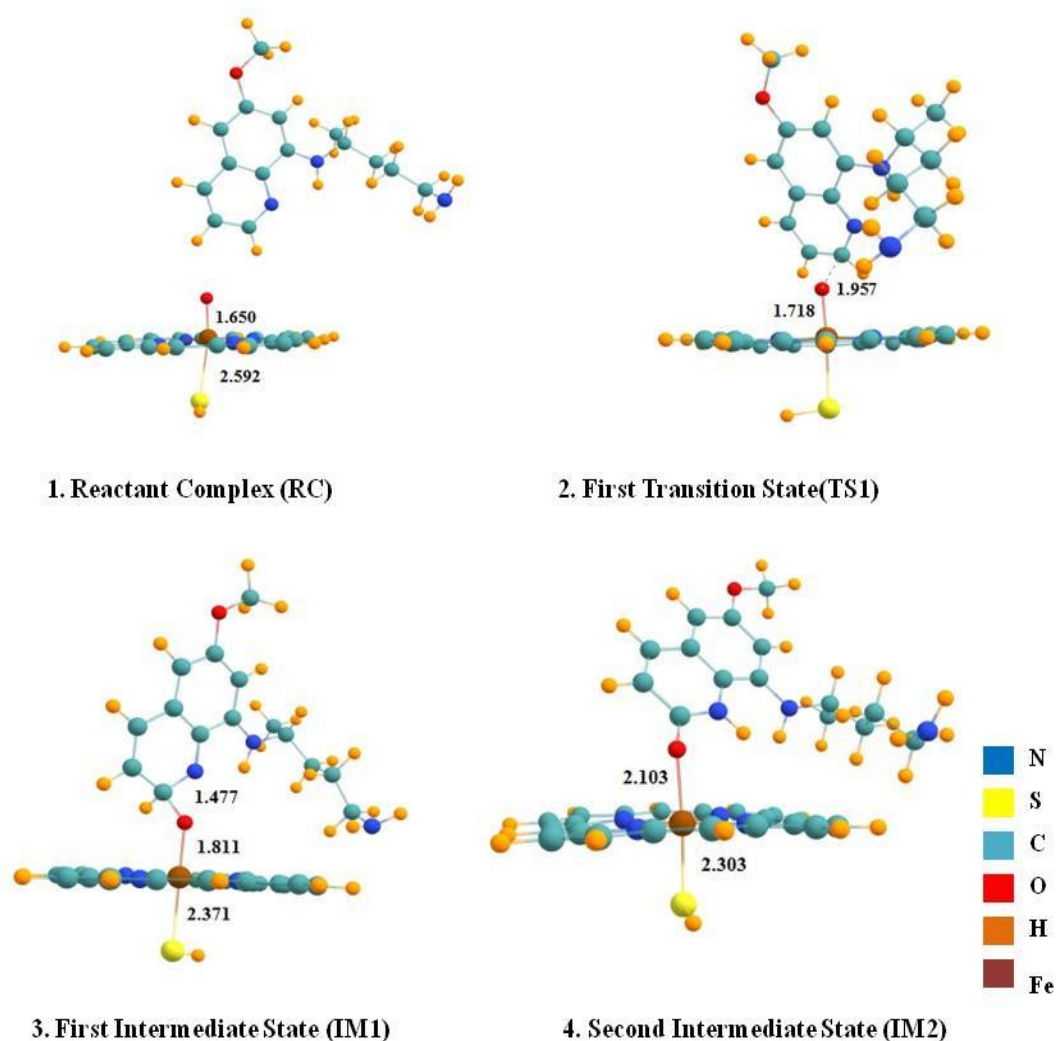 1.650
2.592
1.957
1.718
1. Reactant Complex (RC)
2. First Transition State(TS1)
1.477
1.811
2.371
2.103
2.303
N
S
C
O
H
Fe
3. First Intermediate State (IM1)
4. Second Intermediate State (IM2)